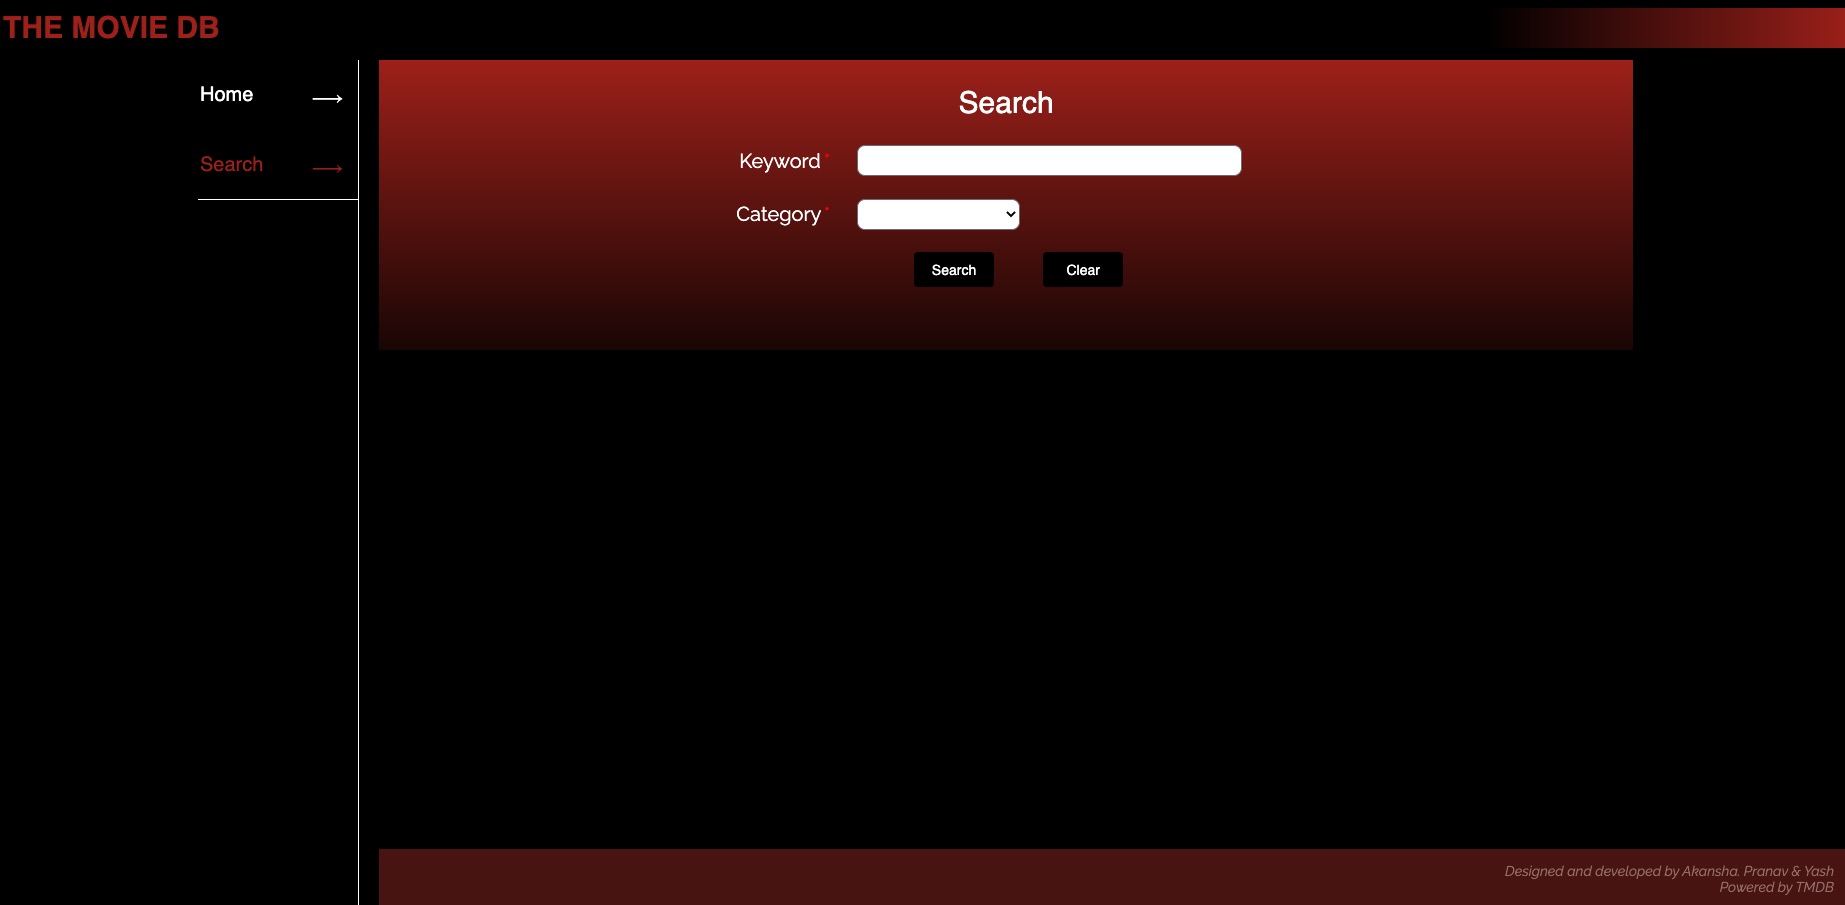 THE MOVIE DB
Home ⟶
Search ⟶
Search
Keyword *
Category *
Search Clear
Designed and developed by Akansha. Pranav & Yash
Powered by TMDB